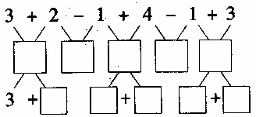 3 + 2 - 1 + 4 - 1 + 3
3 + + +